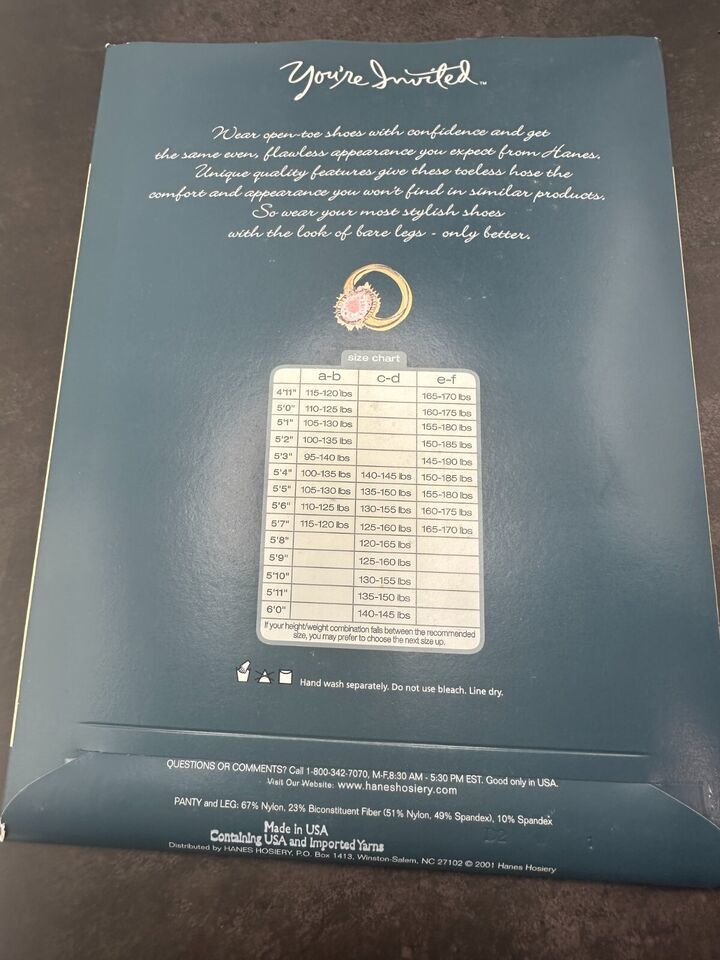 You're Invited™
Wear open-toe shoes with confidence and get
the same even, flawless appearance you expect from Hanes.
Unique quality features give these toeless hose the
comfort and appearance you won't find in similar products.
So wear your most stylish shoes
with the look of bare legs - only better.
size chart
a-b c-d e-f
4'11" 115-120 lbs 165-170 lbs
5'0" 110-125 lbs 160-175 lbs
5'1" 105-130 lbs 155-180 lbs
5'2" 100-135 lbs 150-185 lbs
5'3" 95-140 lbs 145-190 lbs
5'4" 100-135 lbs 140-145 lbs 150-185 lbs
5'5" 105-130 lbs 135-150 lbs 155-180 lbs
5'6" 110-125 lbs 130-155 lbs 160-175 lbs
5'7" 115-120 lbs 125-160 lbs 165-170 lbs
5'8" 120-165 lbs
5'9" 125-160 lbs
5'10" 130-155 lbs
5'11" 135-150 lbs
6'0" 140-145 lbs
If your height/weight combination falls between the recommended
size, you may prefer to choose the next size up.
Hand wash separately. Do not use bleach. Line dry.
QUESTIONS OR COMMENTS? Call 1-800-342-7070, M-F,8:30 AM - 5:30 PM EST. Good only in USA.
Visit Our Website: www.haneshosiery.com
PANTY and LEG: 67% Nylon, 23% Biconstituent Fiber (51% Nylon, 49% Spandex), 10% Spandex
Made in USA
Containing USA and Imported Yarns
Distributed by HANES HOSIERY, P.O. Box 1413, Winston-Salem, NC 27102 © 2001 Hanes Hosiery